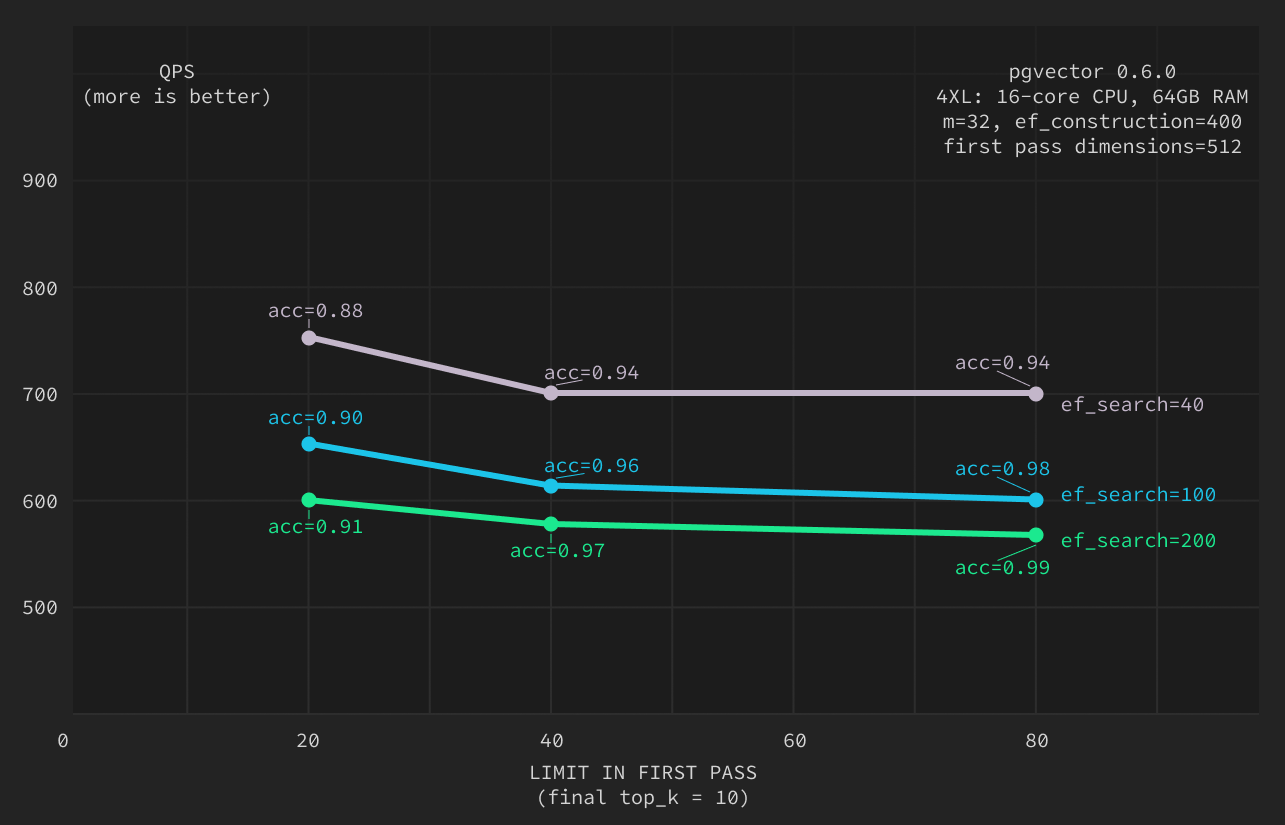 QPS
(more is better)
pgvector 0.6.0
4XL: 16-core CPU, 64GB RAM
m=32, ef_construction=400
first pass dimensions=512
900
800
700
600
500
acc=0.88
acc=0.94
acc=0.94
ef_search=40
acc=0.90
acc=0.96
acc=0.98
ef_search=100
acc=0.91
acc=0.97
acc=0.99
ef_search=200
0
20
40
60
80
LIMIT IN FIRST PASS
(final top_k = 10)